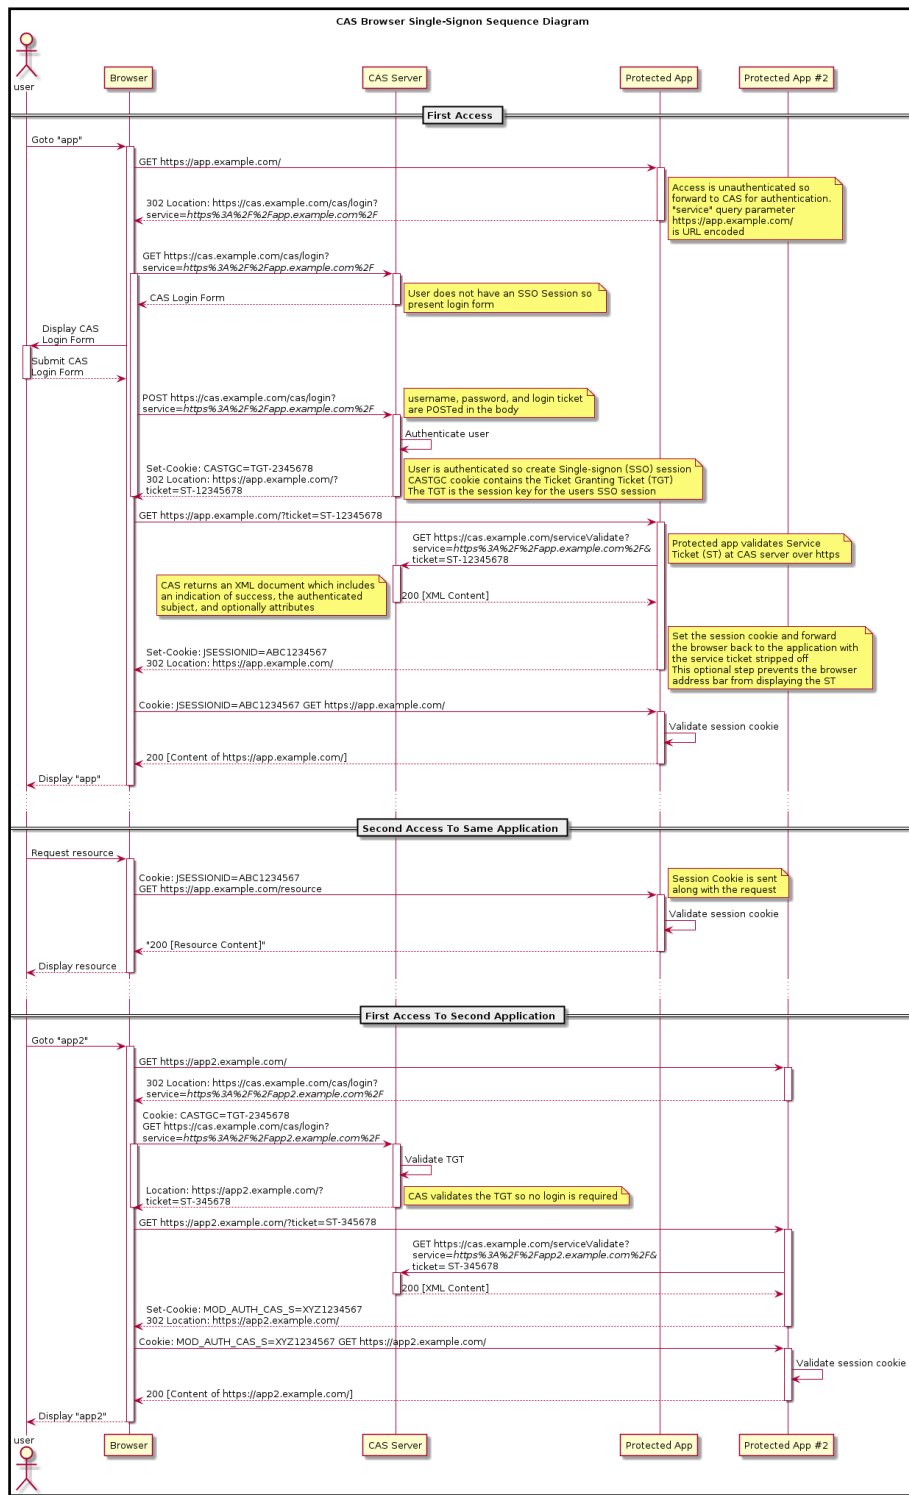 CAS Browser Single-Signon Sequence Diagram
user
Browser
CAS Server
Protected App
Protected App #2
First Access
Goto "app"
GET https://app.example.com/
Access is unauthenticated so
forward to CAS for authentication.
"service" query parameter
https://app.example.com/
is URL encoded
302 Location: https://cas.example.com/cas/login?
service=https%3A%2F%2Fapp.example.com%2F
GET https://cas.example.com/cas/login?
service=https%3A%2F%2Fapp.example.com%2F
CAS Login Form
User does not have an SSO Session so
present login form
Display CAS
Login Form
Submit CAS
Login Form
POST https://cas.example.com/cas/login?
service=https%3A%2F%2Fapp.example.com%2F
username, password, and login ticket
are POSTed in the body
Authenticate user
Set-Cookie: CASTGC=TGT-2345678
302 Location: https://app.example.com/?
ticket=ST-12345678
User is authenticated so create Single-signon (SSO) session
CASTGC cookie contains the Ticket Granting Ticket (TGT)
The TGT is the session key for the users SSO session
GET https://app.example.com/?ticket=ST-12345678
GET https://cas.example.com/serviceValidate?
service=https%3A%2F%2Fapp.example.com%2F&
ticket=ST-12345678
Protected app validates Service
Ticket (ST) at CAS server over https
CAS returns an XML document which includes
an indication of success, the authenticated
subject, and optionally attributes
200 [XML Content]
Set the session cookie and forward
the browser back to the application with
the service ticket stripped off
This optional step prevents the browser
address bar from displaying the ST
Set-Cookie: JSESSIONID=ABC1234567
302 Location: https://app.example.com/
Cookie: JSESSIONID=ABC1234567 GET https://app.example.com/
Validate session cookie
200 [Content of https://app.example.com/]
Display "app"
Second Access To Same Application
Request resource
Cookie: JSESSIONID=ABC1234567
GET https://app.example.com/resource
Session Cookie is sent
along with the request
Validate session cookie
"200 [Resource Content]"
Display resource
First Access To Second Application
Goto "app2"
GET https://app2.example.com/
302 Location: https://cas.example.com/cas/login?
service=https%3A%2F%2Fapp2.example.com%2F
Cookie: CASTGC=TGT-2345678
GET https://cas.example.com/cas/login?
service=https%3A%2F%2Fapp2.example.com%2F
Validate TGT
Location: https://app2.example.com/?
ticket=ST-345678
CAS validates the TGT so no login is required
GET https://app2.example.com/?ticket=ST-345678
GET https://cas.example.com/serviceValidate?
service=https%3A%2F%2Fapp2.example.com%2F&
ticket= ST-345678
200 [XML Content]
Set-Cookie: MOD_AUTH_CAS_S=XYZ1234567
302 Location: https://app2.example.com/
Cookie: MOD_AUTH_CAS_S=XYZ1234567 GET https://app2.example.com/
Validate session cookie
200 [Content of https://app2.example.com/]
Display "app2"
user
Browser
CAS Server
Protected App
Protected App #2